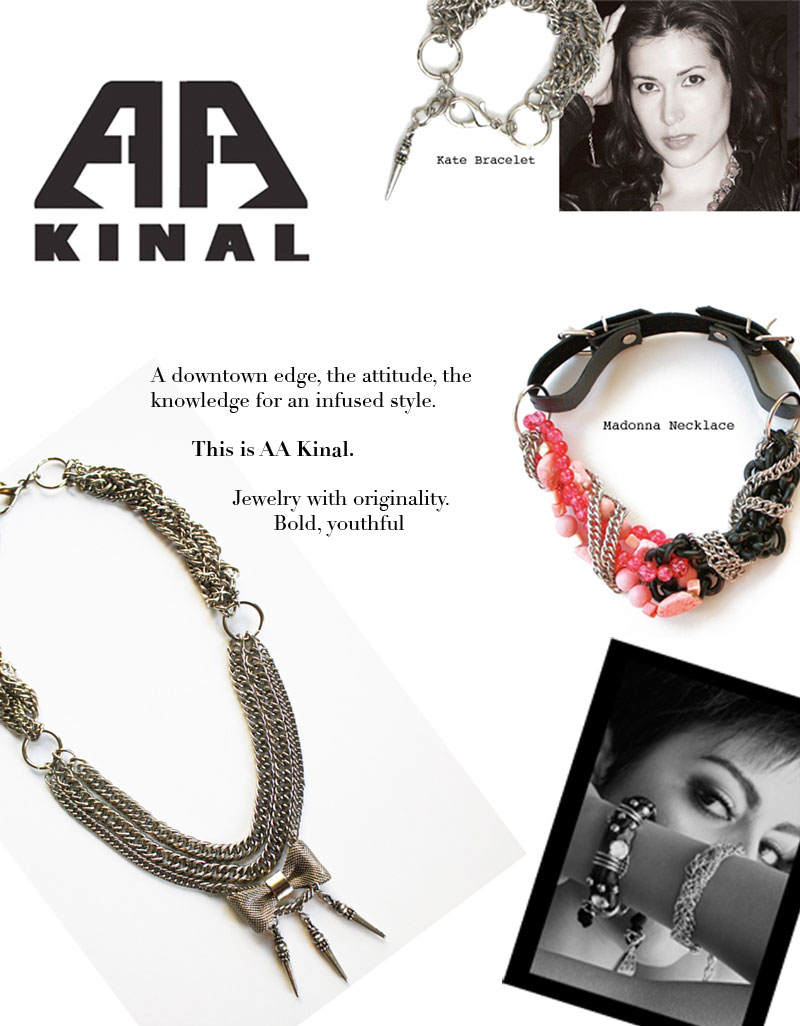 AA
KINAL
Kate Bracelet
A downtown edge, the attitude, the
knowledge for an infused style.
This is AA Kinal.
Jewelry with originality.
Bold, youthful
Madonna Necklace